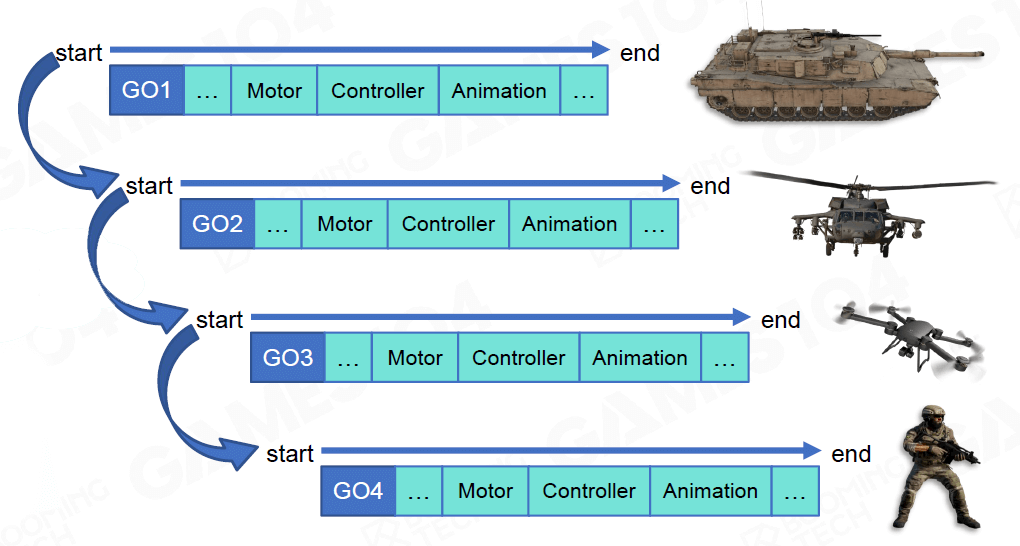 start end
GO1 ... Motor Controller Animation ...
start end
GO2 ... Motor Controller Animation ...
start end
GO3 ... Motor Controller Animation ...
start end
GO4 ... Motor Controller Animation ...
GAMES104
BOOMING
TECH